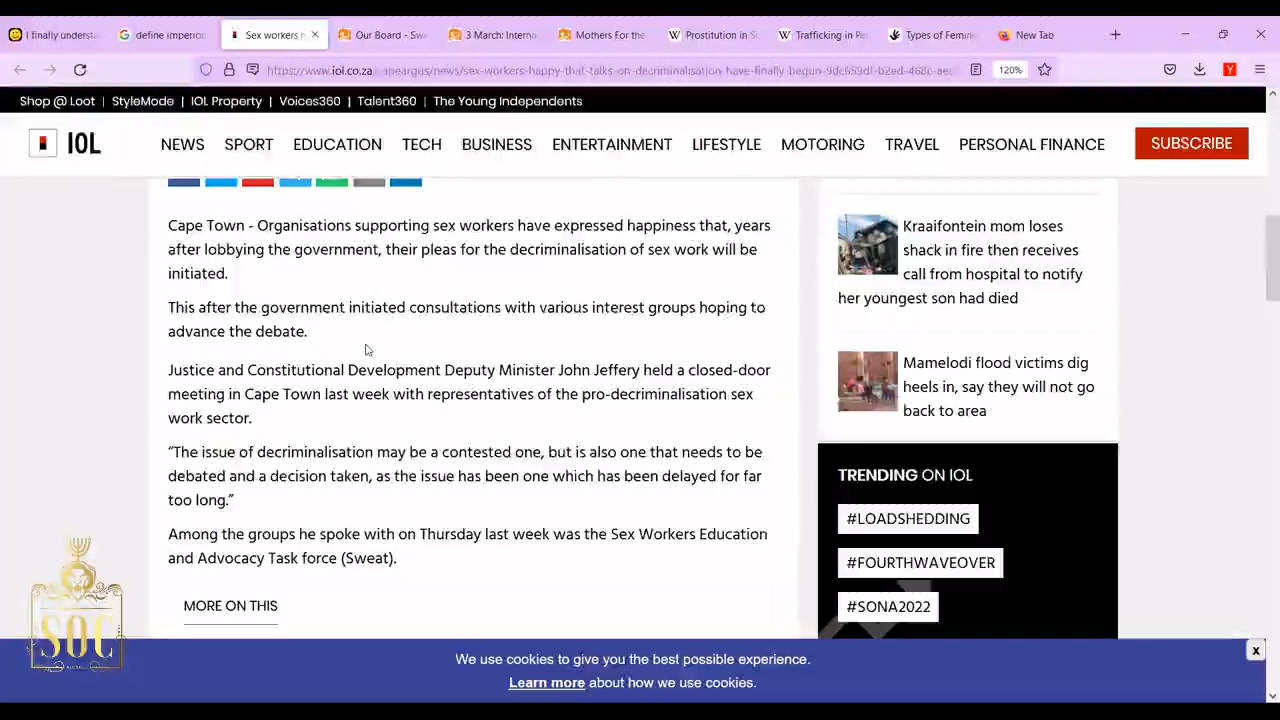 I finally understa
define imperio
Sex workers h
Our Board - Swe
3 March: Interna
Mothers For the
Prostitution in S
Trafficking in Pe
Types of Femin
New Tab
120%
Shop @ Loot | StyleMode | IOL Property | Voices360 | Talent360 | The Young Independents
IOL NEWS SPORT EDUCATION TECH BUSINESS ENTERTAINMENT LIFESTYLE MOTORING TRAVEL PERSONAL FINANCE SUBSCRIBE
Cape Town - Organisations supporting sex workers have expressed happiness that, years
after lobbying the government, their pleas for the decriminalisation of sex work will be
initiated.
This after the government initiated consultations with various interest groups hoping to
advance the debate.
Justice and Constitutional Development Deputy Minister John Jeffery held a closed-door
meeting in Cape Town last week with representatives of the pro-decriminalisation sex
work sector.
“The issue of decriminalisation may be a contested one, but is also one that needs to be
debated and a decision taken, as the issue has been one which has been delayed for far
too long.”
Among the groups he spoke with on Thursday last week was the Sex Workers Education
and Advocacy Task force (Sweat).
MORE ON THIS
Kraaifontein mom loses
shack in fire then receives
call from hospital to notify
her youngest son had died
Mamelodi flood victims dig
heels in, say they will not go
back to area
TRENDING ON IOL
#LOADSHEDDING
#FOURTHWAVEOVER
#SONA2022
SOC
We use cookies to give you the best possible experience.
Learn more about how we use cookies.
x